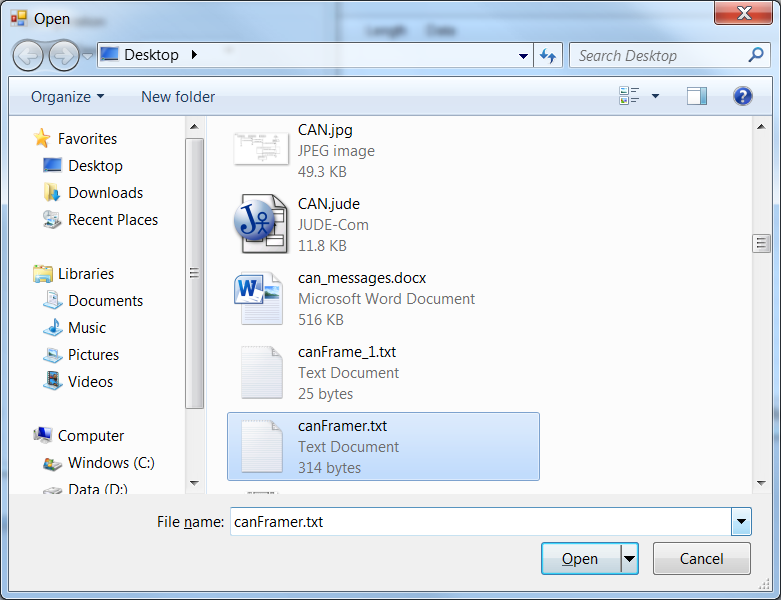 Open
Length Data
Desktop
Search Desktop
Organize
New folder
Favorites
Desktop
Downloads
Recent Places
Libraries
Documents
Music
Pictures
Videos
Computer
Windows (C:)
Data (D:)
CAN.jpg
JPEG image
49.3 KB
CAN.jude
JUDE-Com
11.8 KB
can_messages.docx
Microsoft Word Document
516 KB
canFrame_1.txt
Text Document
25 bytes
canFramer.txt
Text Document
314 bytes
File name: canFramer.txt
Open
Cancel